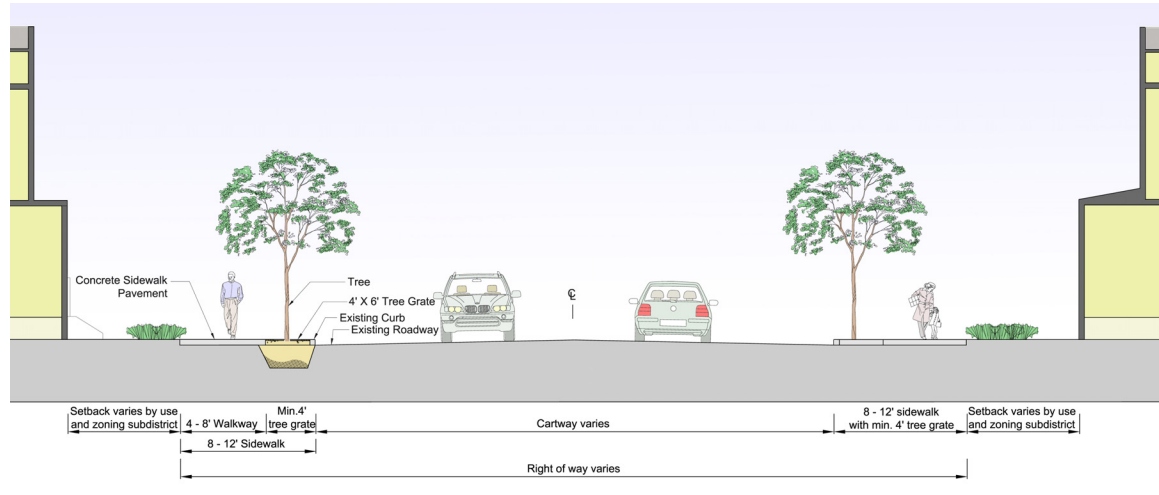 Concrete Sidewalk
Pavement
Tree
4' X 6' Tree Grate
Existing Curb
Existing Roadway
℄
Setback varies by use
and zoning subdistrict
4 - 8' Walkway
Min.4'
tree grate
Cartway varies
8 - 12' sidewalk
with min. 4' tree grate
Setback varies by use
and zoning subdistrict
8 - 12' Sidewalk
Right of way varies